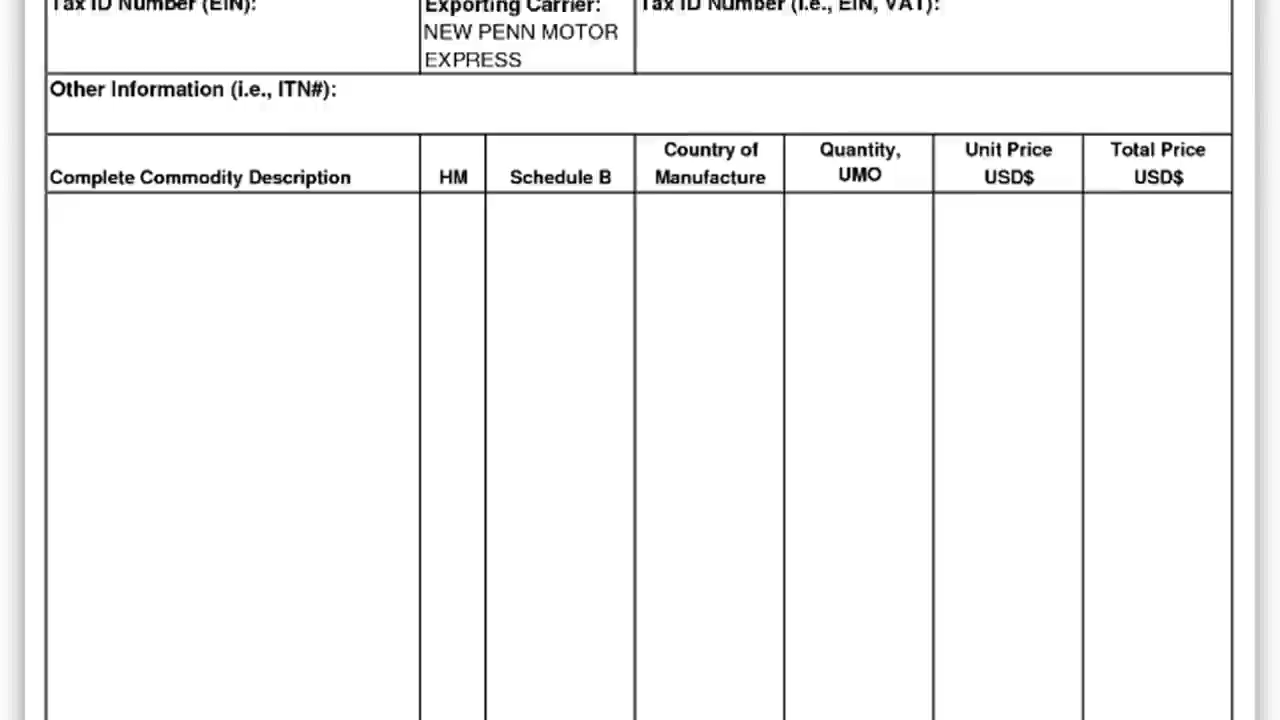 Tax ID Number (EIN):
Exporting Carrier:
NEW PENN MOTOR
EXPRESS
Tax ID Number (i.e., EIN, VAT):
Other Information (i.e., ITN#):
Complete Commodity Description
HM
Schedule B
Country of
Manufacture
Quantity,
UMO
Unit Price
USD$
Total Price
USD$